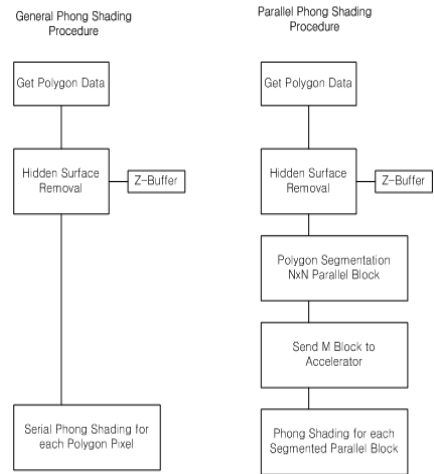 General Phong Shading
Procedure
Get Polygon Data
Hidden Surface
Removal
Z-Buffer
Serial Phong Shading for
each Polygon Pixel
Parallel Phong Shading
Procedure
Get Polygon Data
Hidden Surface
Removal
Z-Buffer
Polygon Segmentation
NxN Parallel Block
Send M Block to
Accelerator
Phong Shading for each
Segmented Parallel Block